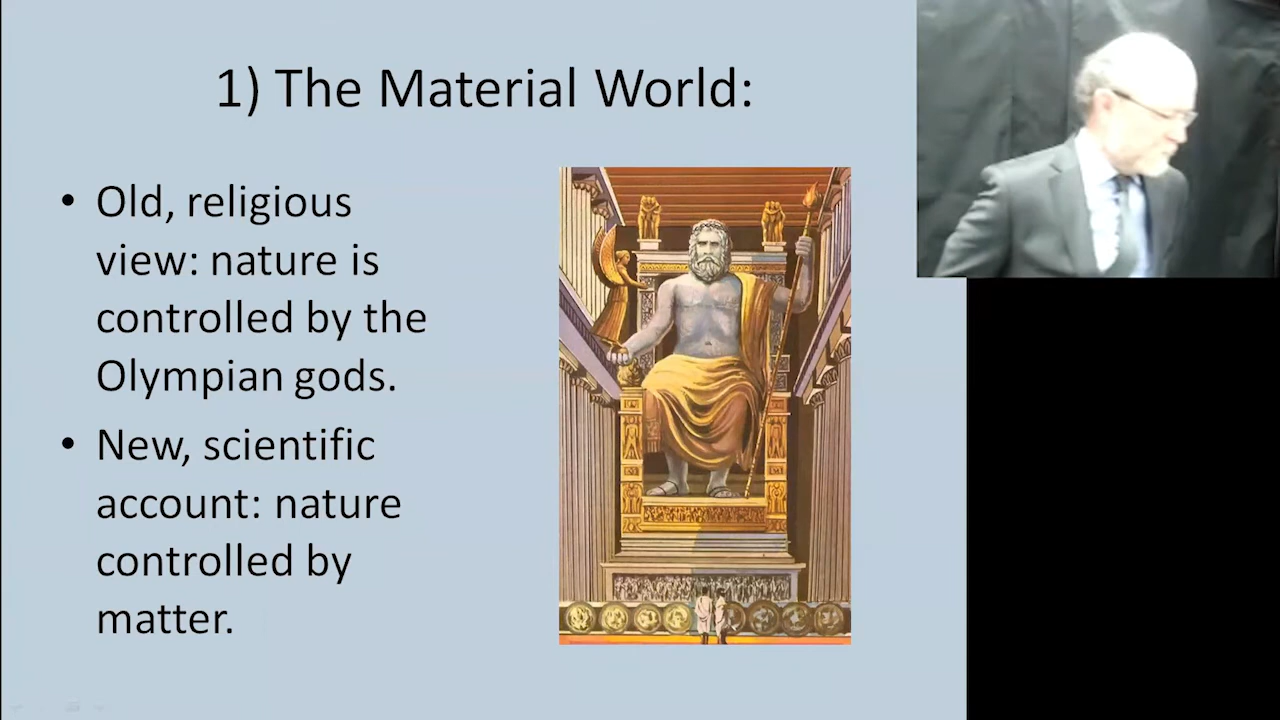 1) The Material World:
• Old, religious
view: nature is
controlled by the
Olympian gods.
• New, scientific
account: nature
controlled by
matter.